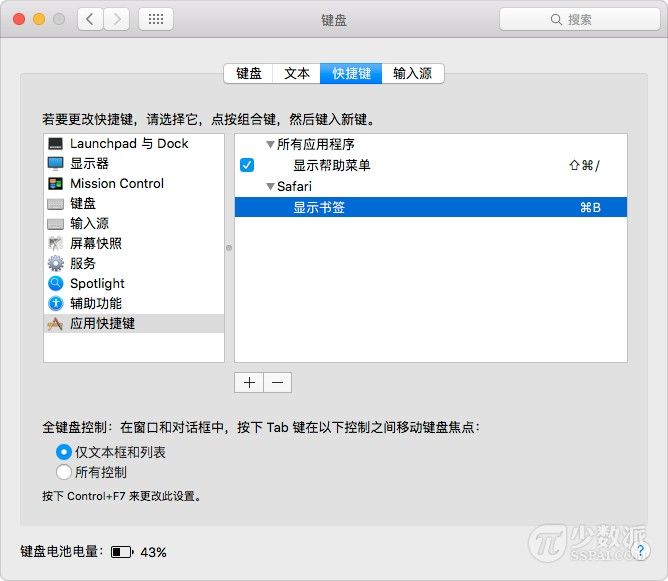 键盘
搜索
键盘 文本 快捷键 输入源
若要更改快捷键，请选择它，点按组合键，然后键入新键。
Launchpad 与 Dock
显示器
Mission Control
键盘
输入源
屏幕快照
服务
Spotlight
辅助功能
应用快捷键
▼所有应用程序
显示帮助菜单 ⇧⌘/
▼Safari
显示书签 ⌘B
+ −
全键盘控制：在窗口和对话框中，按下 Tab 键在以下控制之间移动键盘焦点：
仅文本框和列表
所有控制
按下 Control+F7 来更改此设置。
键盘电池电量： 43%
?
π 少数派
SSPAI.COM